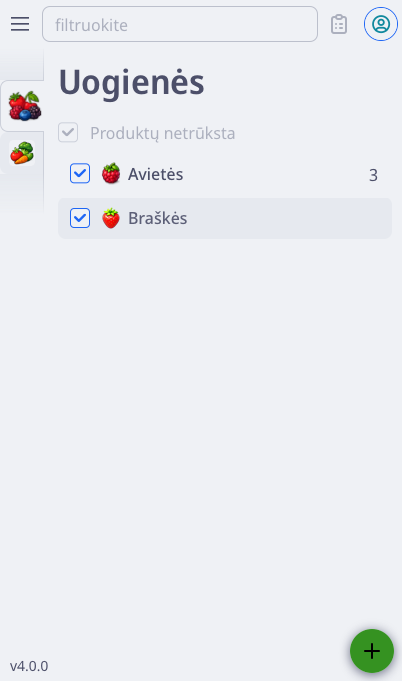 filtruokite
Uogienės
Produktų netrūksta
Avietės 3
Braškės
v4.0.0